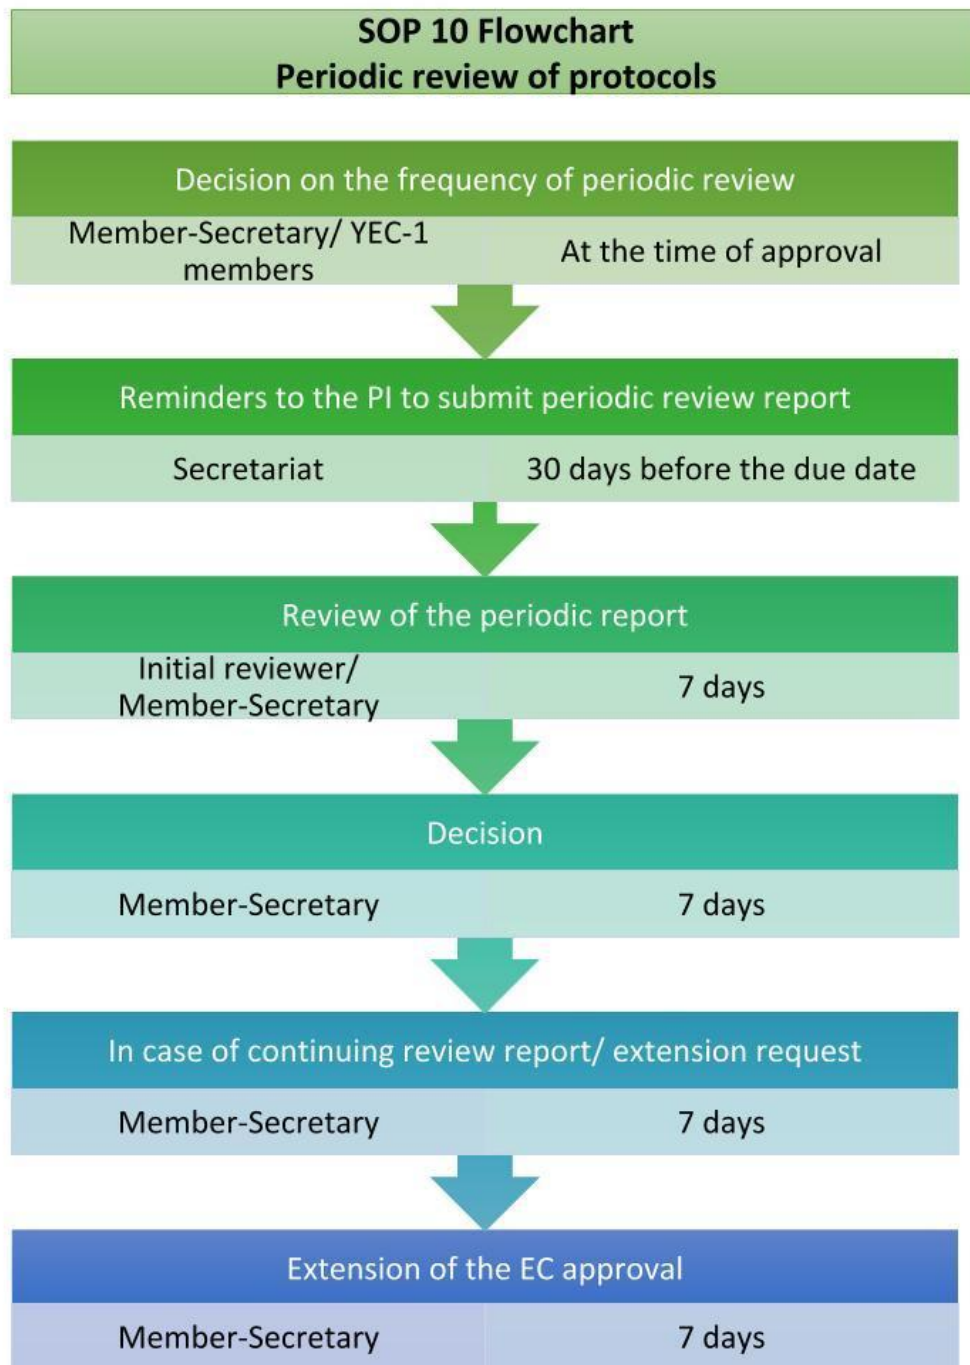 SOP 10 Flowchart
Periodic review of protocols
Decision on the frequency of periodic review
Member-Secretary/ YEC-1
members
At the time of approval
Reminders to the PI to submit periodic review report
Secretariat
30 days before the due date
Review of the periodic report
Initial reviewer/
Member-Secretary
7 days
Decision
Member-Secretary
7 days
In case of continuing review report/ extension request
Member-Secretary
7 days
Extension of the EC approval
Member-Secretary
7 days